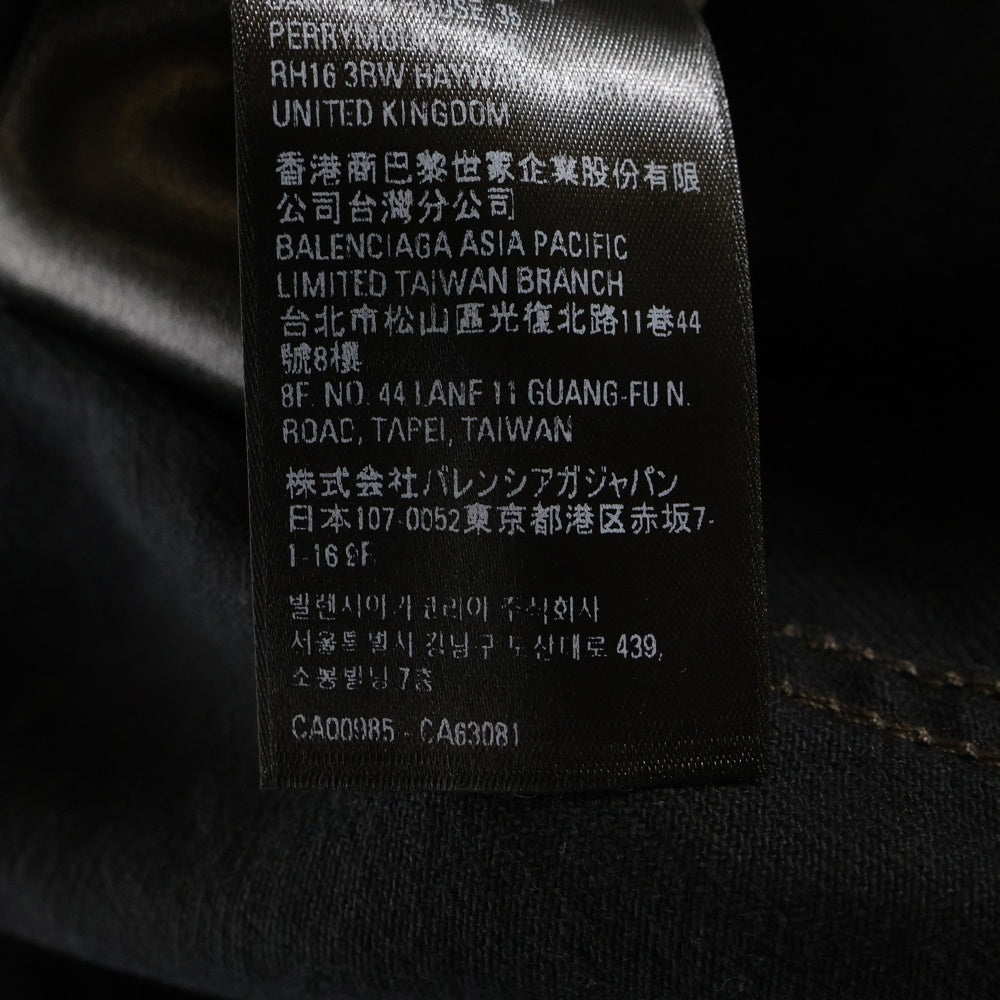 USE, 36
PERRYMOU
RH16 3RW HAYWA
UNITED KINGDOM
香港商巴黎世家企業股份有限
公司台灣分公司
BALENCIAGA ASIA PACIFIC
LIMITED TAIWAN BRANCH
台北市松山區光復北路11巷44
號8樓
8F. NO. 44 LANE 11 GUANG-FU N.
ROAD, TAPEI, TAIWAN
株式会社バレンシアガジャパン
日本107-0052東京都港区赤坂7-
1-16 9F
발렌시아가코리아 주식회사
서울특별시 강남구 도산대로 439,
소봉빌딩 7층
CA00985 - CA63081